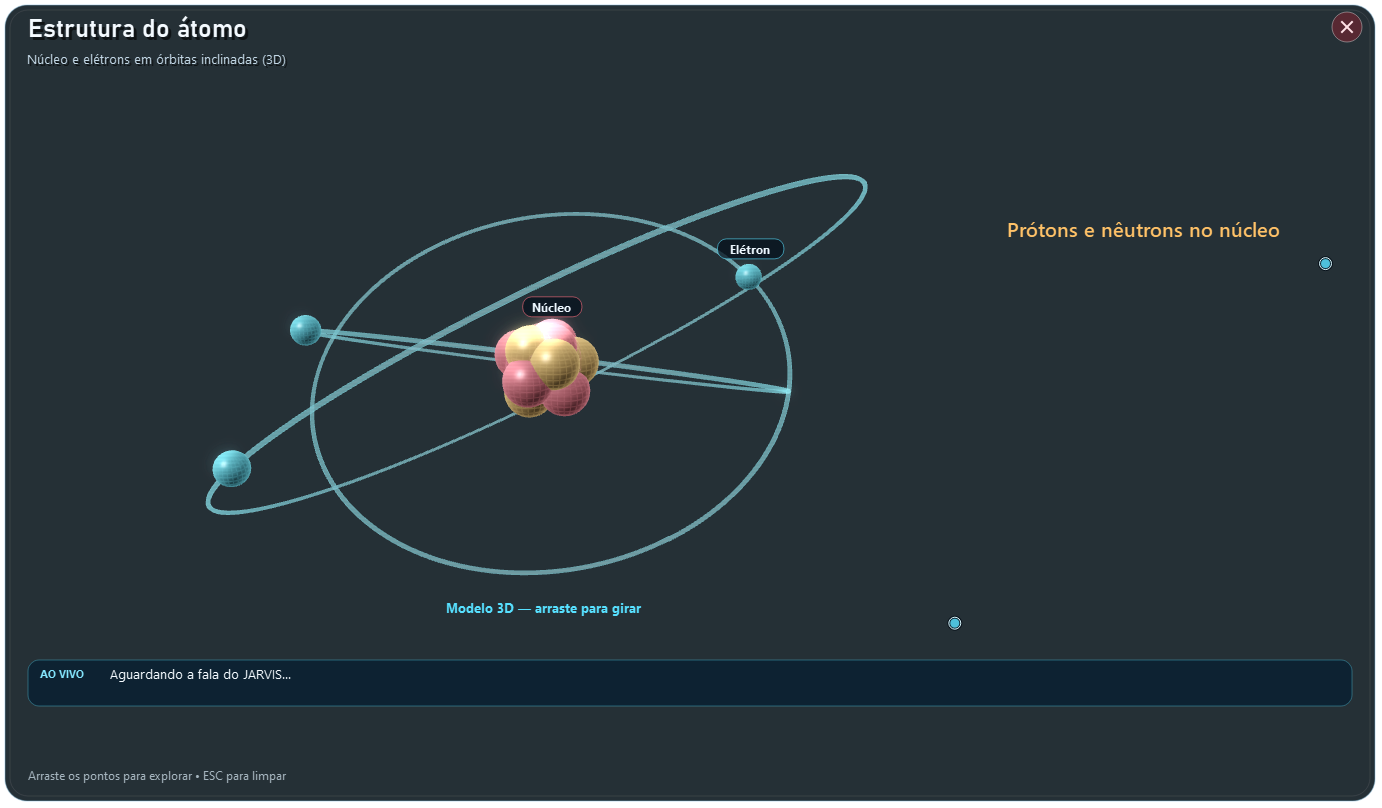 Estrutura do átomo
Núcleo e elétrons em órbitas inclinadas (3D)
Prótons e nêutrons no núcleo
Elétron
Núcleo
Modelo 3D — arraste para girar
AO VIVO Aguardando a fala do JARVIS...
Arraste os pontos para explorar • ESC para limpar